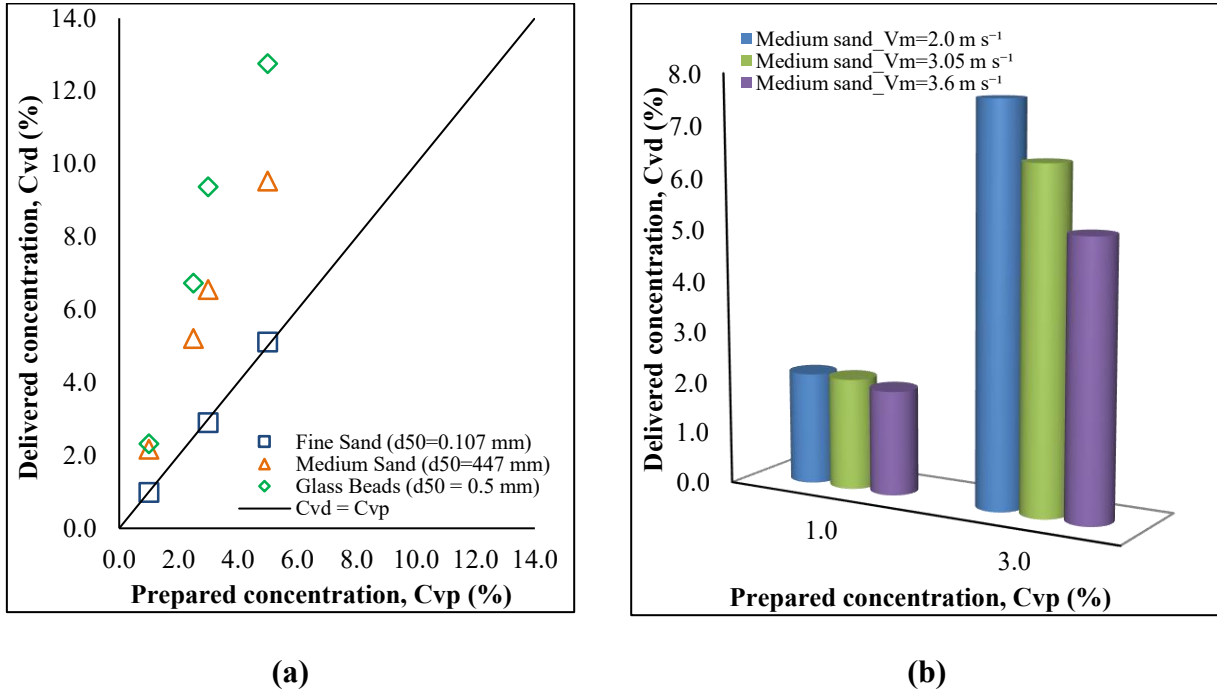 14.0
12.0
10.0
8.0
6.0
4.0
2.0
0.0
Delivered concentration, Cvd (%)
Fine Sand (d50=0.107 mm)
Medium Sand (d50=447 mm)
Glass Beads (d50 = 0.5 mm)
Cvd = Cvp
0.0 2.0 4.0 6.0 8.0 10.0 12.0 14.0
Prepared concentration, Cvp (%)
(a)
Medium sand_Vm=2.0 m s⁻¹
Medium sand_Vm=3.05 m s⁻¹
Medium sand_Vm=3.6 m s⁻¹
8.0
7.0
6.0
5.0
4.0
3.0
2.0
1.0
0.0
Delivered concentration, Cvd (%)
1.0
3.0
Prepared concentration, Cvp (%)
(b)